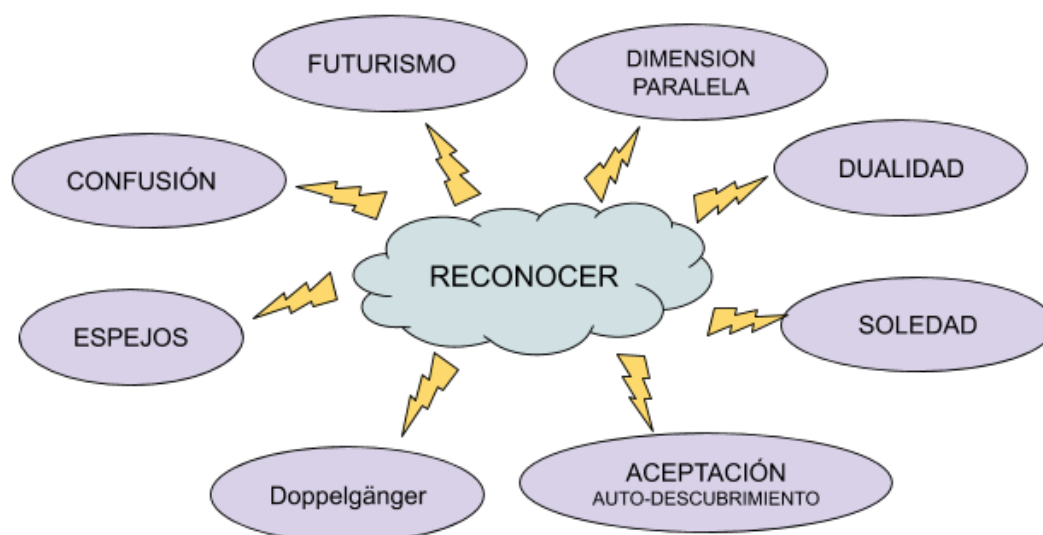 FUTURISMO
DIMENSION
PARALELA
CONFUSIÓN
DUALIDAD
RECONOCER
ESPEJOS
SOLEDAD
Doppelgänger
ACEPTACIÓN
AUTO-DESCUBRIMIENTO